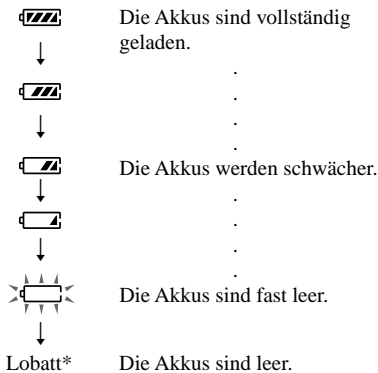 Die Akkus sind vollständig
geladen.
.
.
.
.
Die Akkus werden schwächer.
.
.
.
.
Die Akkus sind fast leer.
Lobatt* Die Akkus sind leer.